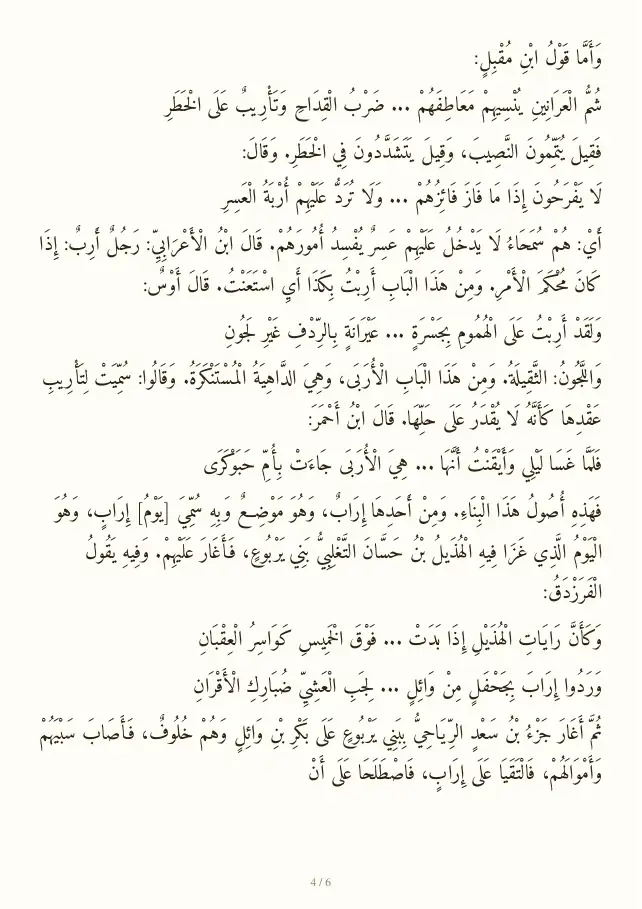 وَأَمَّا قَوْلُ ابْنِ مُقْبِلٍ:
شُمُّ الْعَرَانِينِ يُنْسِيهِمْ مَعَاطِفَهُمْ ... ضَرْبُ الْقِدَاحِ وَتَأْرِيبٌ عَلَى الْخَطَرِ
فَقِيلَ يُتَمِّمُونَ النَّصِيبَ، وَقِيلَ يَتَشَدَّدُونَ فِي الْخَطَرِ. وَقَالَ:
لَا يَفْرَحُونَ إِذَا مَا فَازَ فَائِزُهُمْ ... وَلَا تُرَدُّ عَلَيْهِمْ أُرْبَةُ الْعَسِرِ
أَيْ: هُمْ سُمَحَاءُ لَا يَدْخُلُ عَلَيْهِمْ عَسِرٌ يُفْسِدُ أُمُورَهُمْ. قَالَ ابْنُ الْأَعْرَابِيِّ: رَجُلٌ أَرِبٌ: إِذَا
كَانَ مُحْكَمَ الْأَمْرِ. وَمِنْ هَذَا الْبَابِ أَرِبْتُ بِكَذَا أَيِ اسْتَعَنْتُ. قَالَ أَوْسٌ:
وَلَقَدْ أَرِبْتُ عَلَى الْهُمُومِ بِجَسْرَةٍ ... عَيْرَانَةٍ بِالرِّدْفِ غَيْرِ لَجُونِ
وَاللَّجُونُ: الثَّقِيلَةُ. وَمِنْ هَذَا الْبَابِ الْأُرَبَى، وَهِيَ الدَّاهِيَةُ الْمُسْتَنْكَرَةُ. وَقَالُوا: سُمِّيَتْ لِتَأْرِيبِ
عَقْدِهَا كَأَنَّهُ لَا يُقْدَرُ عَلَى حَلِّهَا. قَالَ ابْنُ أَحْمَرَ:
فَلَمَّا غَسَا لَيْلِي وَأَيْقَنْتُ أَنَّهَا ... هِيَ الْأُرَبَى جَاءَتْ بِأُمِّ حَبَوْكَرَى
فَهَذِهِ أُصُولُ هَذَا الْبِنَاءِ. وَمِنْ أَحَدِهَا إِرَابٌ، وَهُوَ مَوْضِعٌ وَبِهِ سُمِّيَ [يَوْمُ] إِرَابٍ، وَهُوَ
الْيَوْمُ الَّذِي غَزَا فِيهِ الْهُذَيْلُ بْنُ حَسَّانَ التَّغْلِبِيُّ بَنِي يَرْبُوعٍ، فَأَغَارَ عَلَيْهِمْ. وَفِيهِ يَقُولُ
الْفَرَزْدَقُ:
وَكَأَنَّ رَايَاتِ الْهُذَيْلِ إِذَا بَدَتْ ... فَوْقَ الْخَمِيسِ كَوَاسِرُ الْعِقْبَانِ
وَرَدُوا إِرَابَ بِجَحْفَلٍ مِنْ وَائِلٍ ... لَجِبِ الْعَشِيِّ ضُبَارِكِ الْأَقْرَانِ
ثُمَّ أَغَارَ جَزْءُ بْنُ سَعْدٍ الرِّيَاحِيُّ بِبَنِي يَرْبُوعٍ عَلَى بَكْرِ بْنِ وَائِلٍ وَهُمْ خُلُوفٌ، فَأَصَابَ سَبْيَهُمْ
وَأَمْوَالَهُمْ، فَالْتَقَيَا عَلَى إِرَابٍ، فَاصْطَلَحَا عَلَى أَنْ
4 / 6